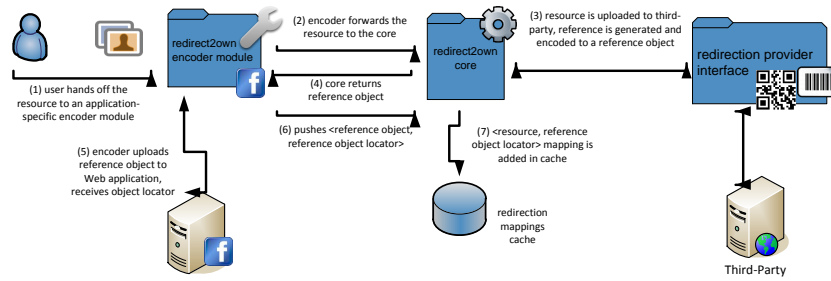 redirect2own
encoder module
f
(1) user hands off the
resource to an application-
specific encoder module
(2) encoder forwards the
resource to the core
(4) core returns
reference object
(6) pushes <reference object,
reference object locator>
redirect2own
core
(3) resource is uploaded to third-
party, reference is generated and
encoded to a reference object
redirection provider
interface
(5) encoder uploads
reference object to
Web application,
receives object locator
f
(7) <resource, reference
object locator> mapping is
added in cache
redirection
mappings
cache
Third-Party